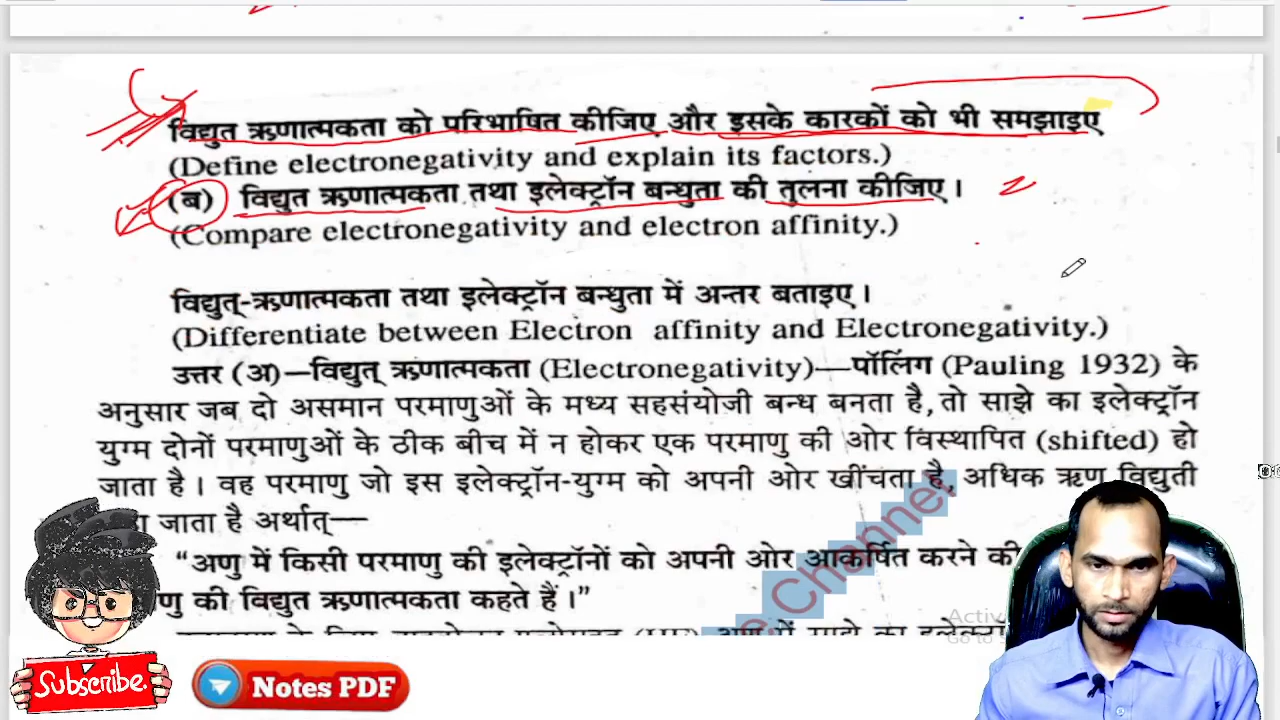 विद्युत ऋणात्मकता को परिभाषित कीजिए और इसके कारकों को भी समझाइए
(Define electronegativity and explain its factors.)
(ब) विद्युत ऋणात्मकता तथा इलेक्ट्रॉन बन्धुता की तुलना कीजिए।
(Compare electronegativity and electron affinity.)
विद्युत्-ऋणात्मकता तथा इलेक्ट्रॉन बन्धुता में अन्तर बताइए।
(Differentiate between Electron affinity and Electronegativity.)
उत्तर (अ)—विद्युत् ऋणात्मकता (Electronegativity)—पॉलिंग (Pauling 1932) के
अनुसार जब दो असमान परमाणुओं के मध्य सहसंयोजी बन्ध बनता है, तो साझे का इलेक्ट्रॉन
युग्म दोनों परमाणुओं के ठीक बीच में न होकर एक परमाणु की ओर विस्थापित (shifted) हो
जाता है। वह परमाणु जो इस इलेक्ट्रॉन-युग्म को अपनी ओर खींचता है, अधिक ऋण विद्युती
जाता है अर्थात्—
“अणु में किसी परमाणु की इलेक्ट्रॉनों को अपनी ओर आकर्षित करने की
की विद्युत ऋणात्मकता कहते हैं।”
Channel
Subscribe.
Notes PDF